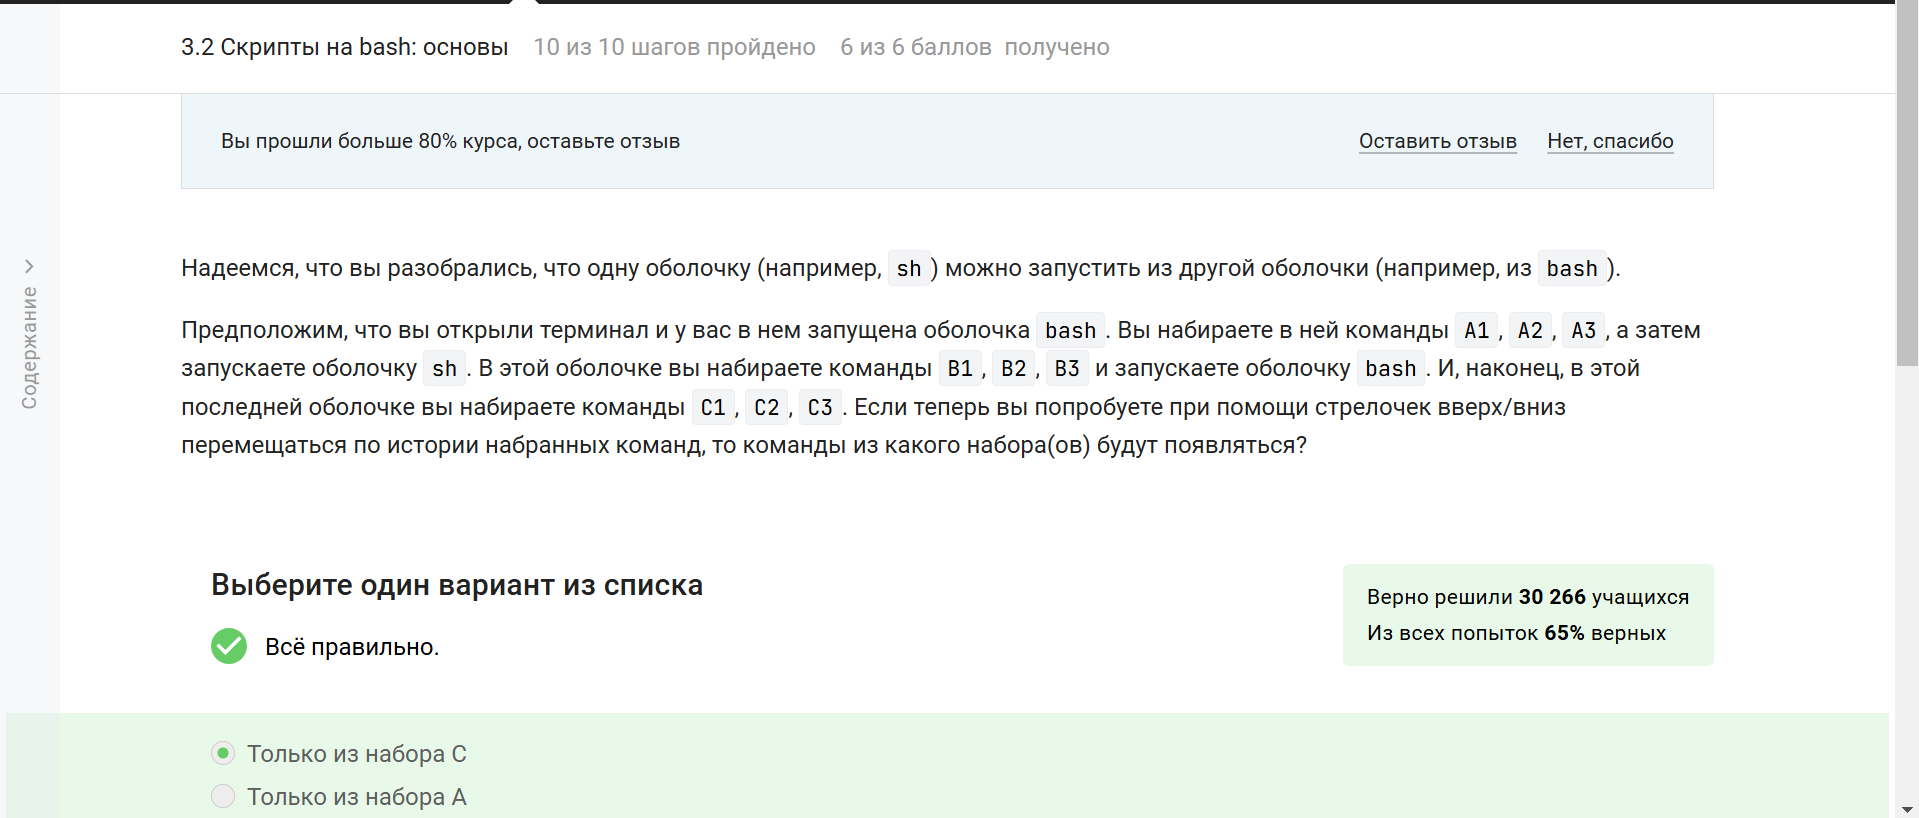 3.2 Скрипты на bash: основы 10 из 10 шагов пройдено 6 из 6 баллов получено
Вы прошли больше 80% курса, оставьте отзыв Оставить отзыв Нет, спасибо
Содержание
Надеемся, что вы разобрались, что одну оболочку (например, sh) можно запустить из другой оболочки (например, из bash).
Предположим, что вы открыли терминал и у вас в нем запущена оболочка bash. Вы набираете в ней команды A1, A2, A3, а затем
запускаете оболочку sh. В этой оболочке вы набираете команды B1, B2, B3 и запускаете оболочку bash. И, наконец, в этой
последней оболочке вы набираете команды C1, C2, C3. Если теперь вы попробуете при помощи стрелочек вверх/вниз
перемещаться по истории набранных команд, то команды из какого набора(ов) будут появляться?
Выберите один вариант из списка
Всё правильно.
Верно решили 30 266 учащихся
Из всех попыток 65% верных
Только из набора C
Только из набора A